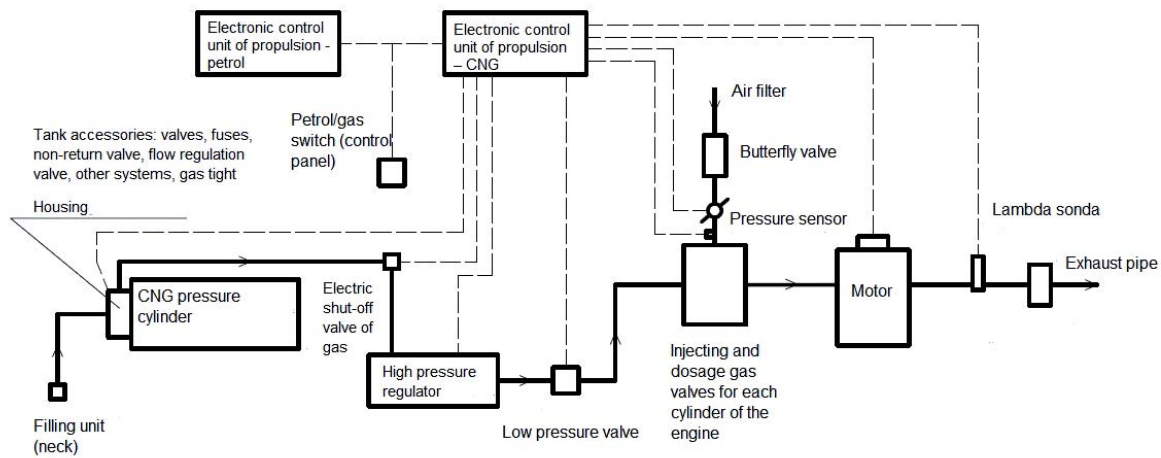 Electronic control
unit of propulsion -
petrol
Electronic control
unit of propulsion
– CNG
Air filter
Petrol/gas
switch (control
panel)
Tank accessories: valves, fuses,
non-return valve, flow regulation
valve, other systems, gas tight
Butterfly valve
Housing
Pressure sensor
Lambda sonda
Exhaust pipe
CNG pressure
cylinder
Electric
shut-off
valve of
gas
Motor
High pressure
regulator
Injecting and
dosage gas
valves for each
cylinder of the
engine
Low pressure valve
Filling unit
(neck)